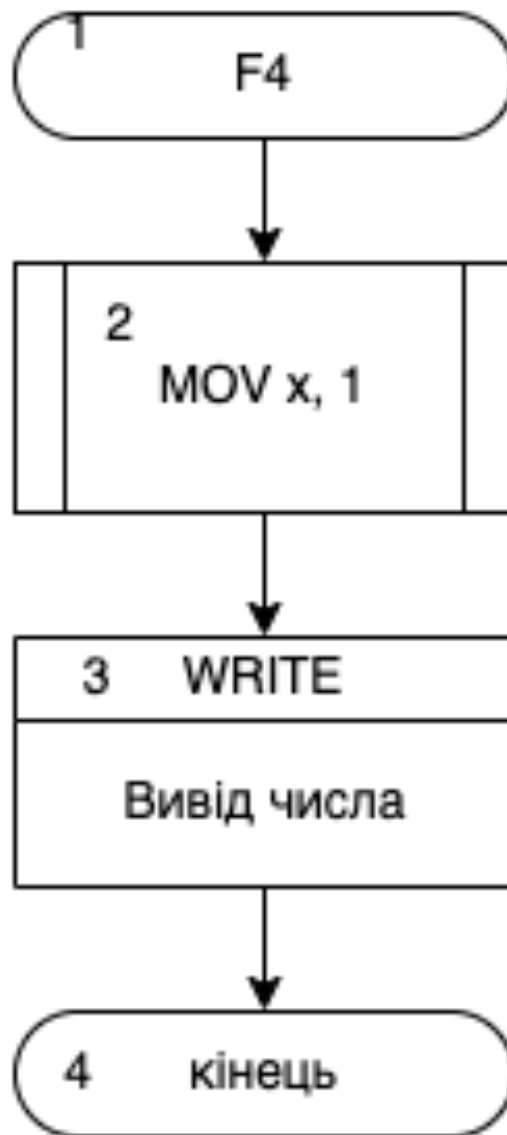 1
F4
2
MOV x, 1
3 WRITE
Вивід числа
4 кінець